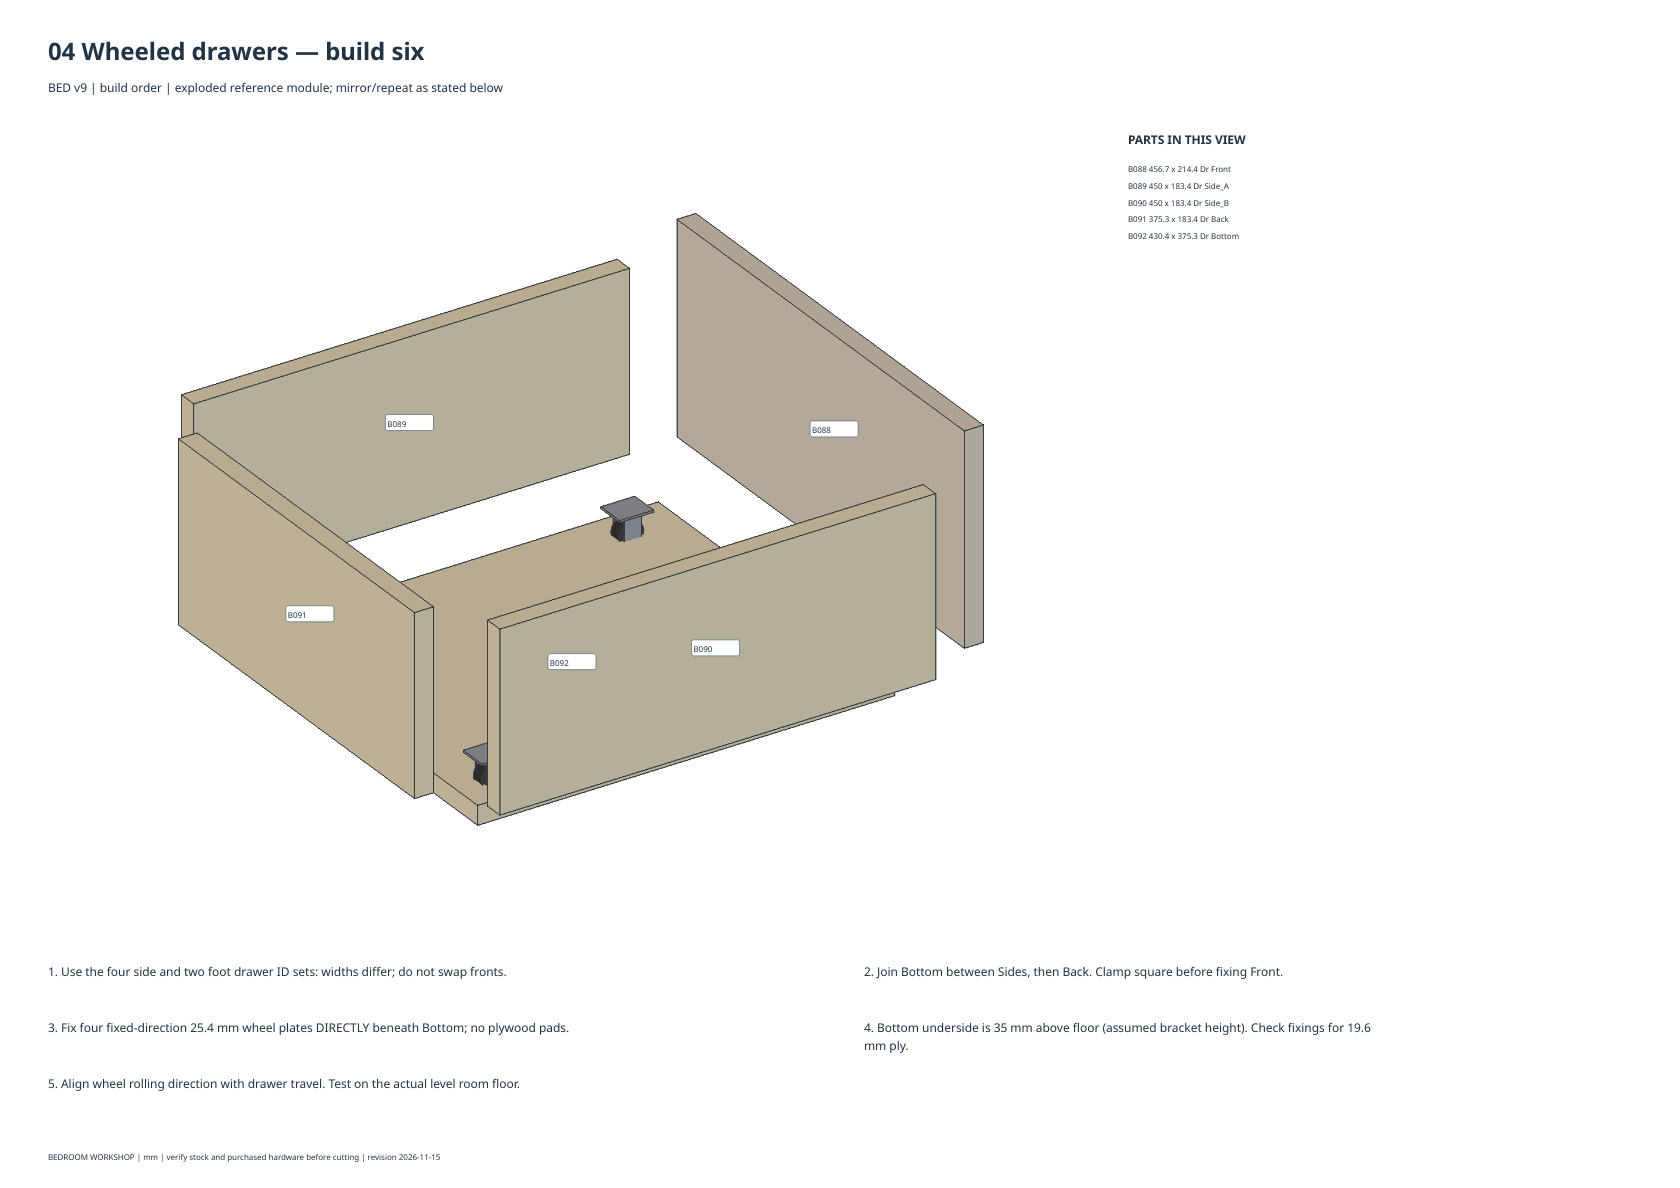 04 Wheeled drawers — build six
BED v9 | build order | exploded reference module; mirror/repeat as stated below
PARTS IN THIS VIEW
B088 456.7 x 214.4 Dr Front
B089 450 x 183.4 Dr Side_A
B090 450 x 183.4 Dr Side_B
B091 375.3 x 183.4 Dr Back
B092 430.4 x 375.3 Dr Bottom
B089
B088
B091
B090
B092
1. Use the four side and two foot drawer ID sets: widths differ; do not swap fronts.
2. Join Bottom between Sides, then Back. Clamp square before fixing Front.
3. Fix four fixed-direction 25.4 mm wheel plates DIRECTLY beneath Bottom; no plywood pads.
4. Bottom underside is 35 mm above floor (assumed bracket height). Check fixings for 19.6
mm ply.
5. Align wheel rolling direction with drawer travel. Test on the actual level room floor.
BEDROOM WORKSHOP | mm | verify stock and purchased hardware before cutting | revision 2026-11-15